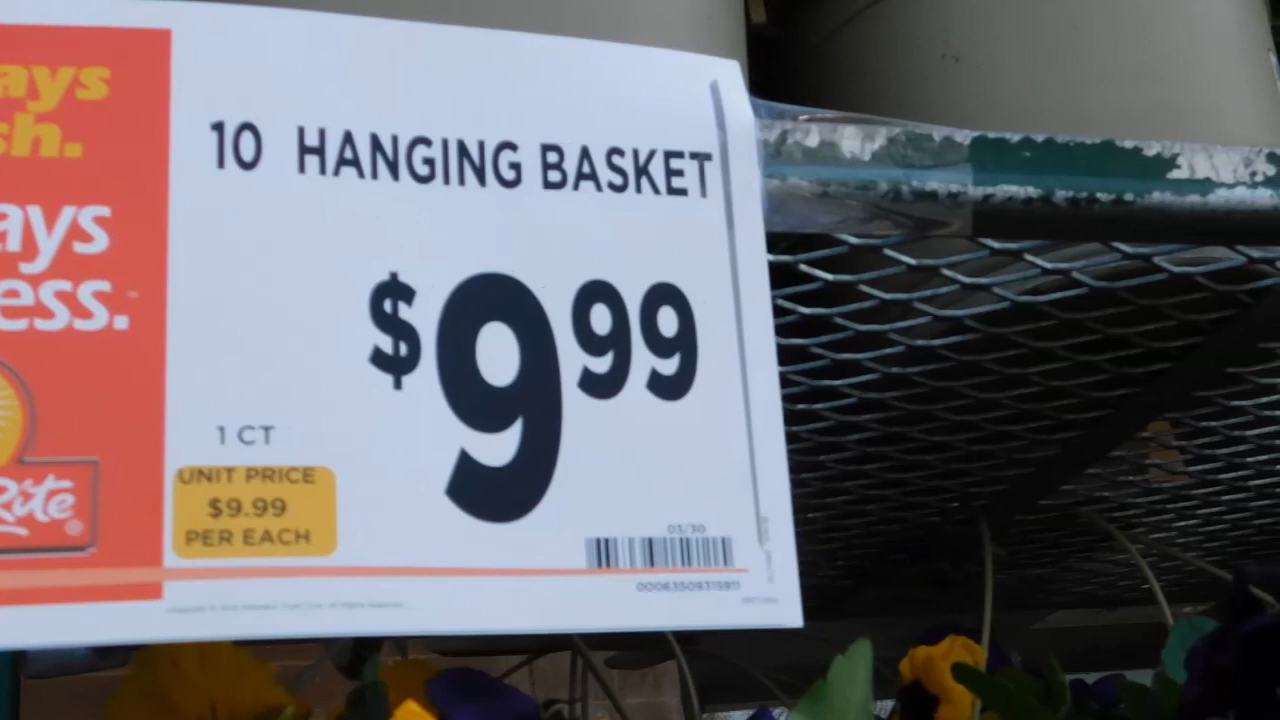 ays
sh.
ays
ess.
Rite
10 HANGING BASKET
$9.99
1 CT
UNIT PRICE
$9.99
PER EACH
03/30